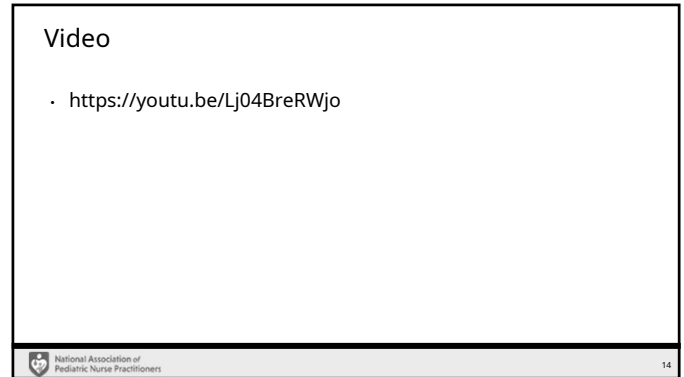 Video
· https://youtu.be/Lj04BreRWjo
National Association of
Pediatric Nurse Practitioners
14